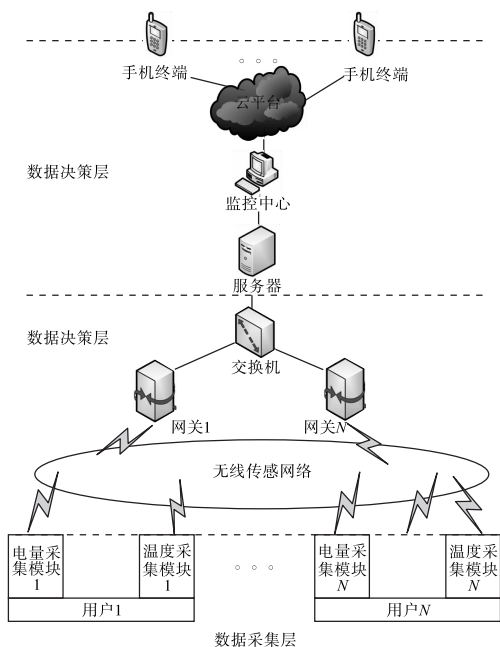 手机终端
手机终端
云平台
数据决策层
监控中心
服务器
数据决策层
交换机
网关1
网关N
无线传感网络
电量采
集模块
1
温度采
集模块
1
电量采
集模块
N
温度采
集模块
N
用户1
用户N
数据采集层